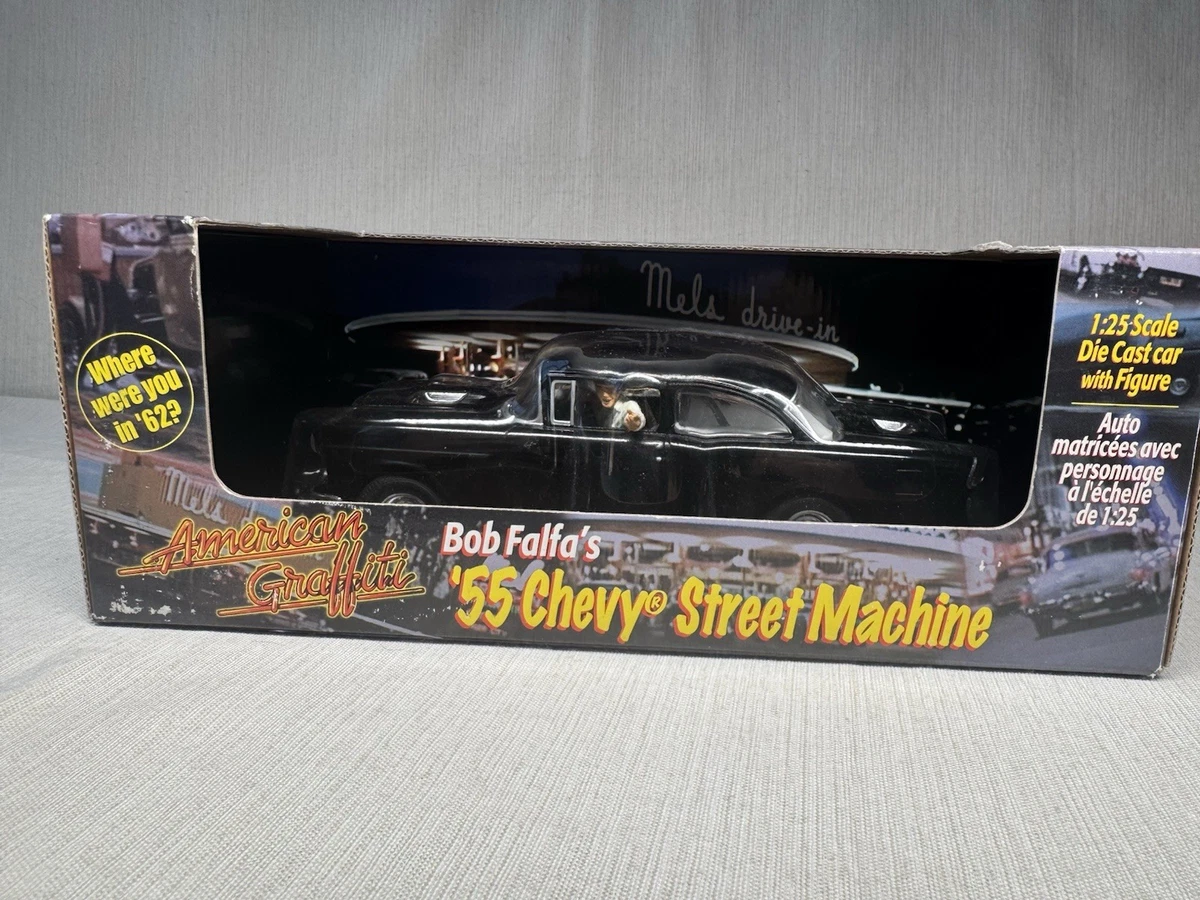 Mels drive-in
Where
were you
in '62?
1:25 Scale
Die Cast car
with Figure
Auto
matricées avec
personnage
à l'échelle
de 1:25
Mels
American
Graffiti
Bob Falfa's
'55 Chevy® Street Machine